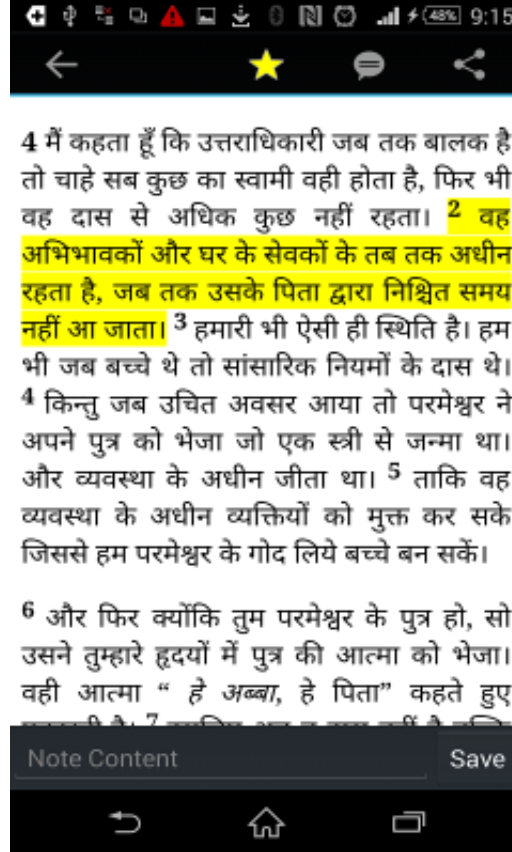 48% 9:15
4 मैं कहता हूँ कि उत्तराधिकारी जब तक बालक है
तो चाहे सब कुछ का स्वामी वही होता है, फिर भी
वह दास से अधिक कुछ नहीं रहता। 2 वह
अभिभावकों और घर के सेवकों के तब तक अधीन
रहता है, जब तक उसके पिता द्वारा निश्चित समय
नहीं आ जाता। 3 हमारी भी ऐसी ही स्थिति है। हम
भी जब बच्चे थे तो सांसारिक नियमों के दास थे।
4 किन्तु जब उचित अवसर आया तो परमेश्वर ने
अपने पुत्र को भेजा जो एक स्त्री से जन्मा था।
और व्यवस्था के अधीन जीता था। 5 ताकि वह
व्यवस्था के अधीन व्यक्तियों को मुक्त कर सके
जिससे हम परमेश्वर के गोद लिये बच्चे बन सकें।
6 और फिर क्योंकि तुम परमेश्वर के पुत्र हो, सो
उसने तुम्हारे हृदयों में पुत्र की आत्मा को भेजा।
वही आत्मा “ हे अब्बा, हे पिता” कहते हुए
Note Content Save